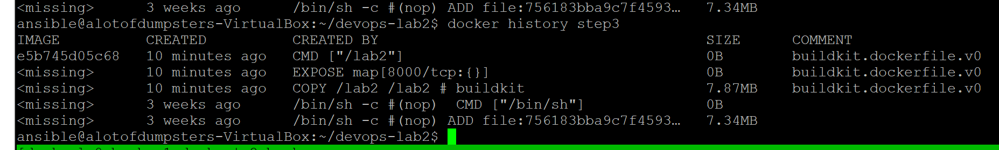 <missing>      3 weeks ago      /bin/sh -c #(nop) ADD file:756183bba9c7f4593…   7.34MB
ansible@alotofdumpsters-VirtualBox:~/devops-lab2$ docker history step3
IMAGE          CREATED          CREATED BY                                      SIZE      COMMENT
e5b745d05c68   10 minutes ago   CMD ["/lab2"]                                   0B        buildkit.dockerfile.v0
<missing>      10 minutes ago   EXPOSE map[8000/tcp:{}]                         0B        buildkit.dockerfile.v0
<missing>      10 minutes ago   COPY /lab2 /lab2 # buildkit                     7.87MB    buildkit.dockerfile.v0
<missing>      3 weeks ago      /bin/sh -c #(nop)  CMD ["/bin/sh"]              0B
<missing>      3 weeks ago      /bin/sh -c #(nop) ADD file:756183bba9c7f4593…   7.34MB
ansible@alotofdumpsters-VirtualBox:~/devops-lab2$